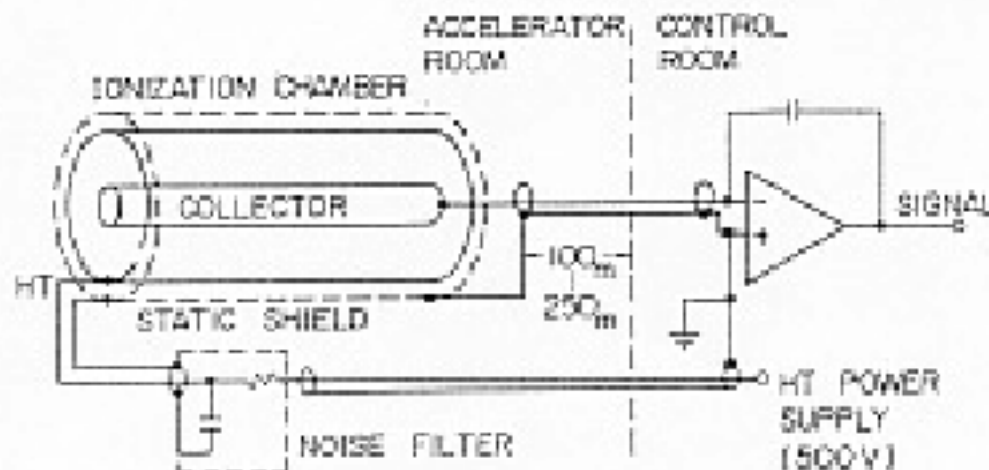 ACCELERATOR
ROOM
CONTROL
ROOM
IONIZATION CHAMBER
COLLECTOR
SIGNAL
HT
100m
250m
STATIC SHIELD
NOISE FILTER
HT POWER
SUPPLY
(500V)